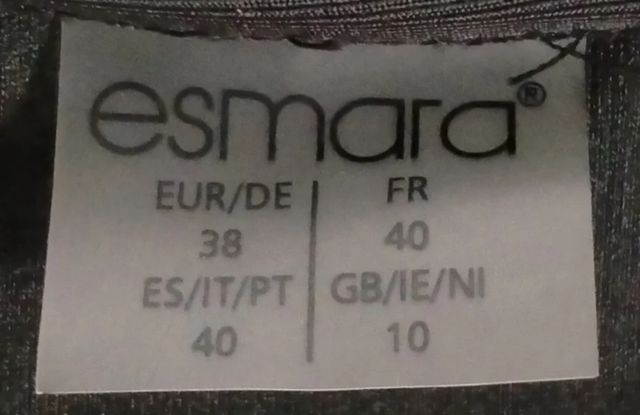 esmara®
EUR/DE | FR
38 | 40
ES/IT/PT | GB/IE/NI
40 | 10